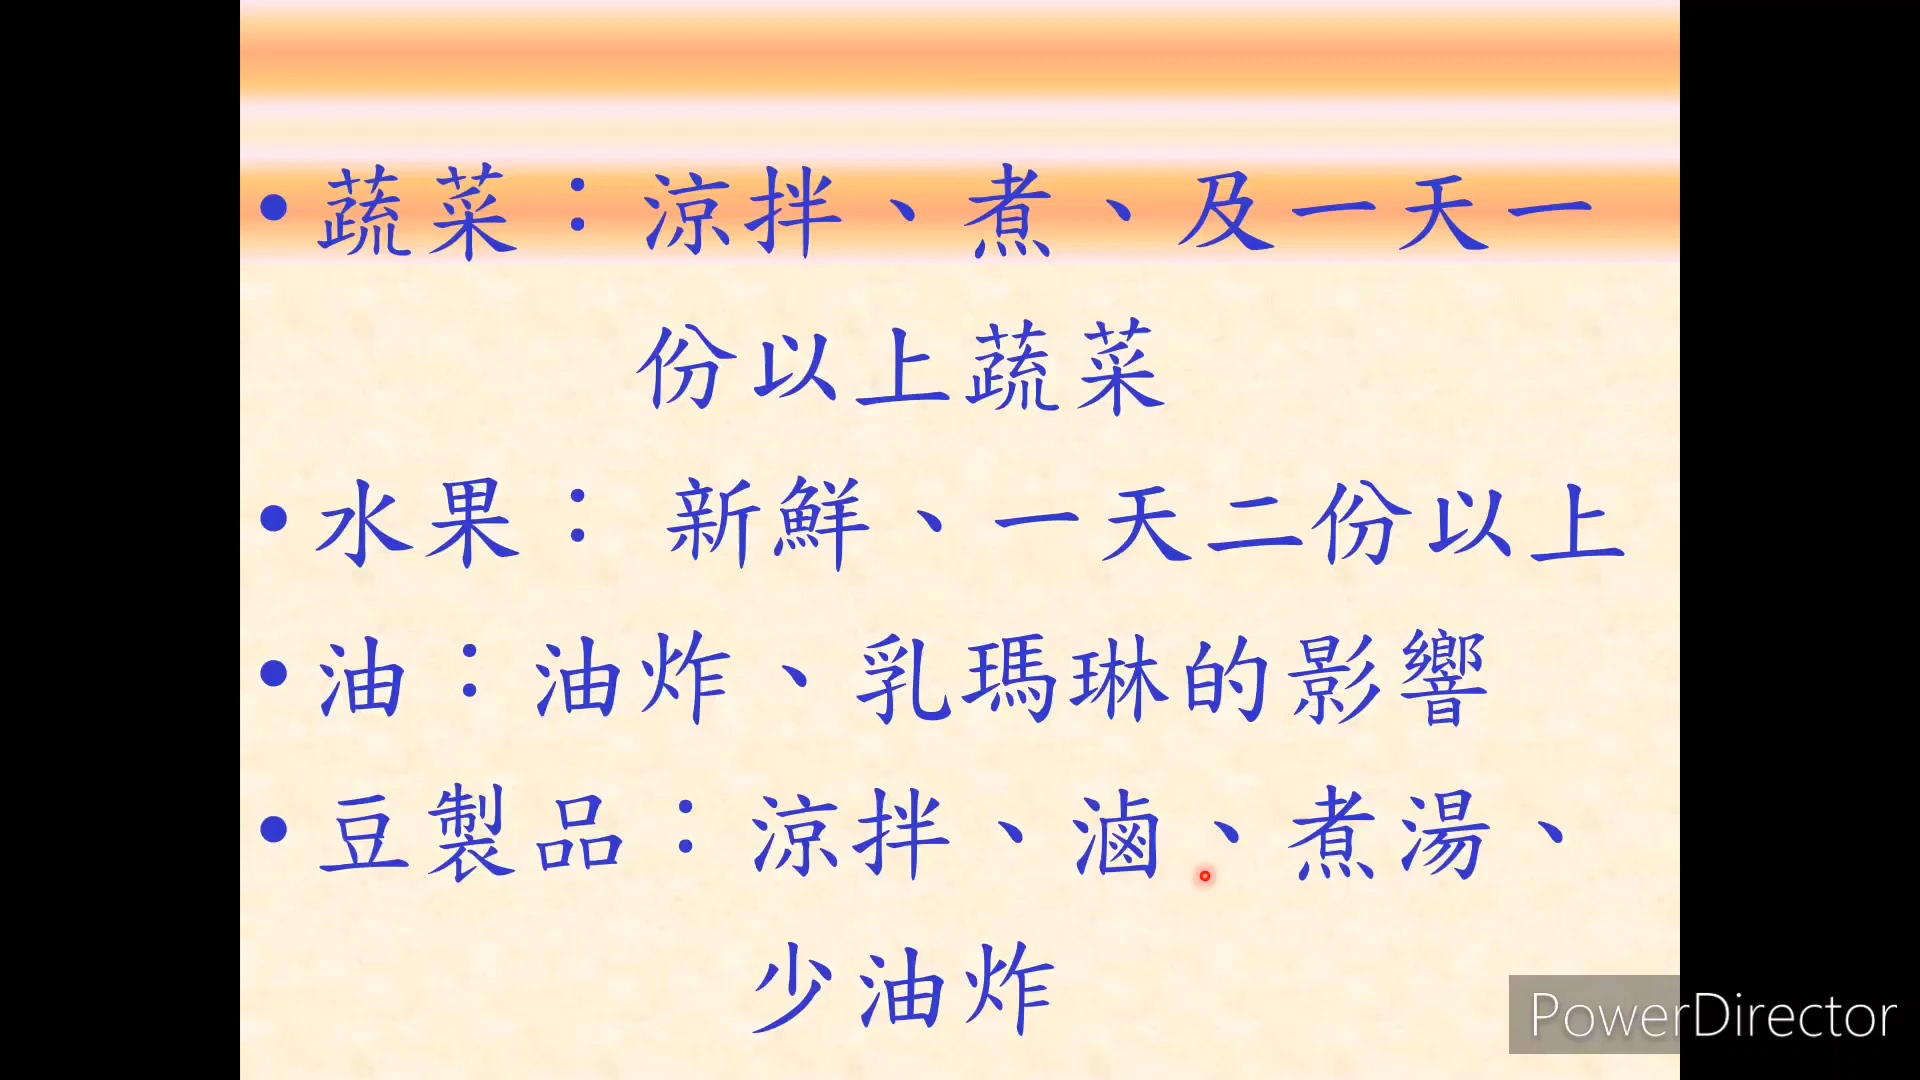 • 蔬菜：涼拌、煮、及一天一
份以上蔬菜
• 水果： 新鮮、一天二份以上
• 油：油炸、乳瑪琳的影響
• 豆製品：涼拌、滷、煮湯、
少油炸
PowerDirector